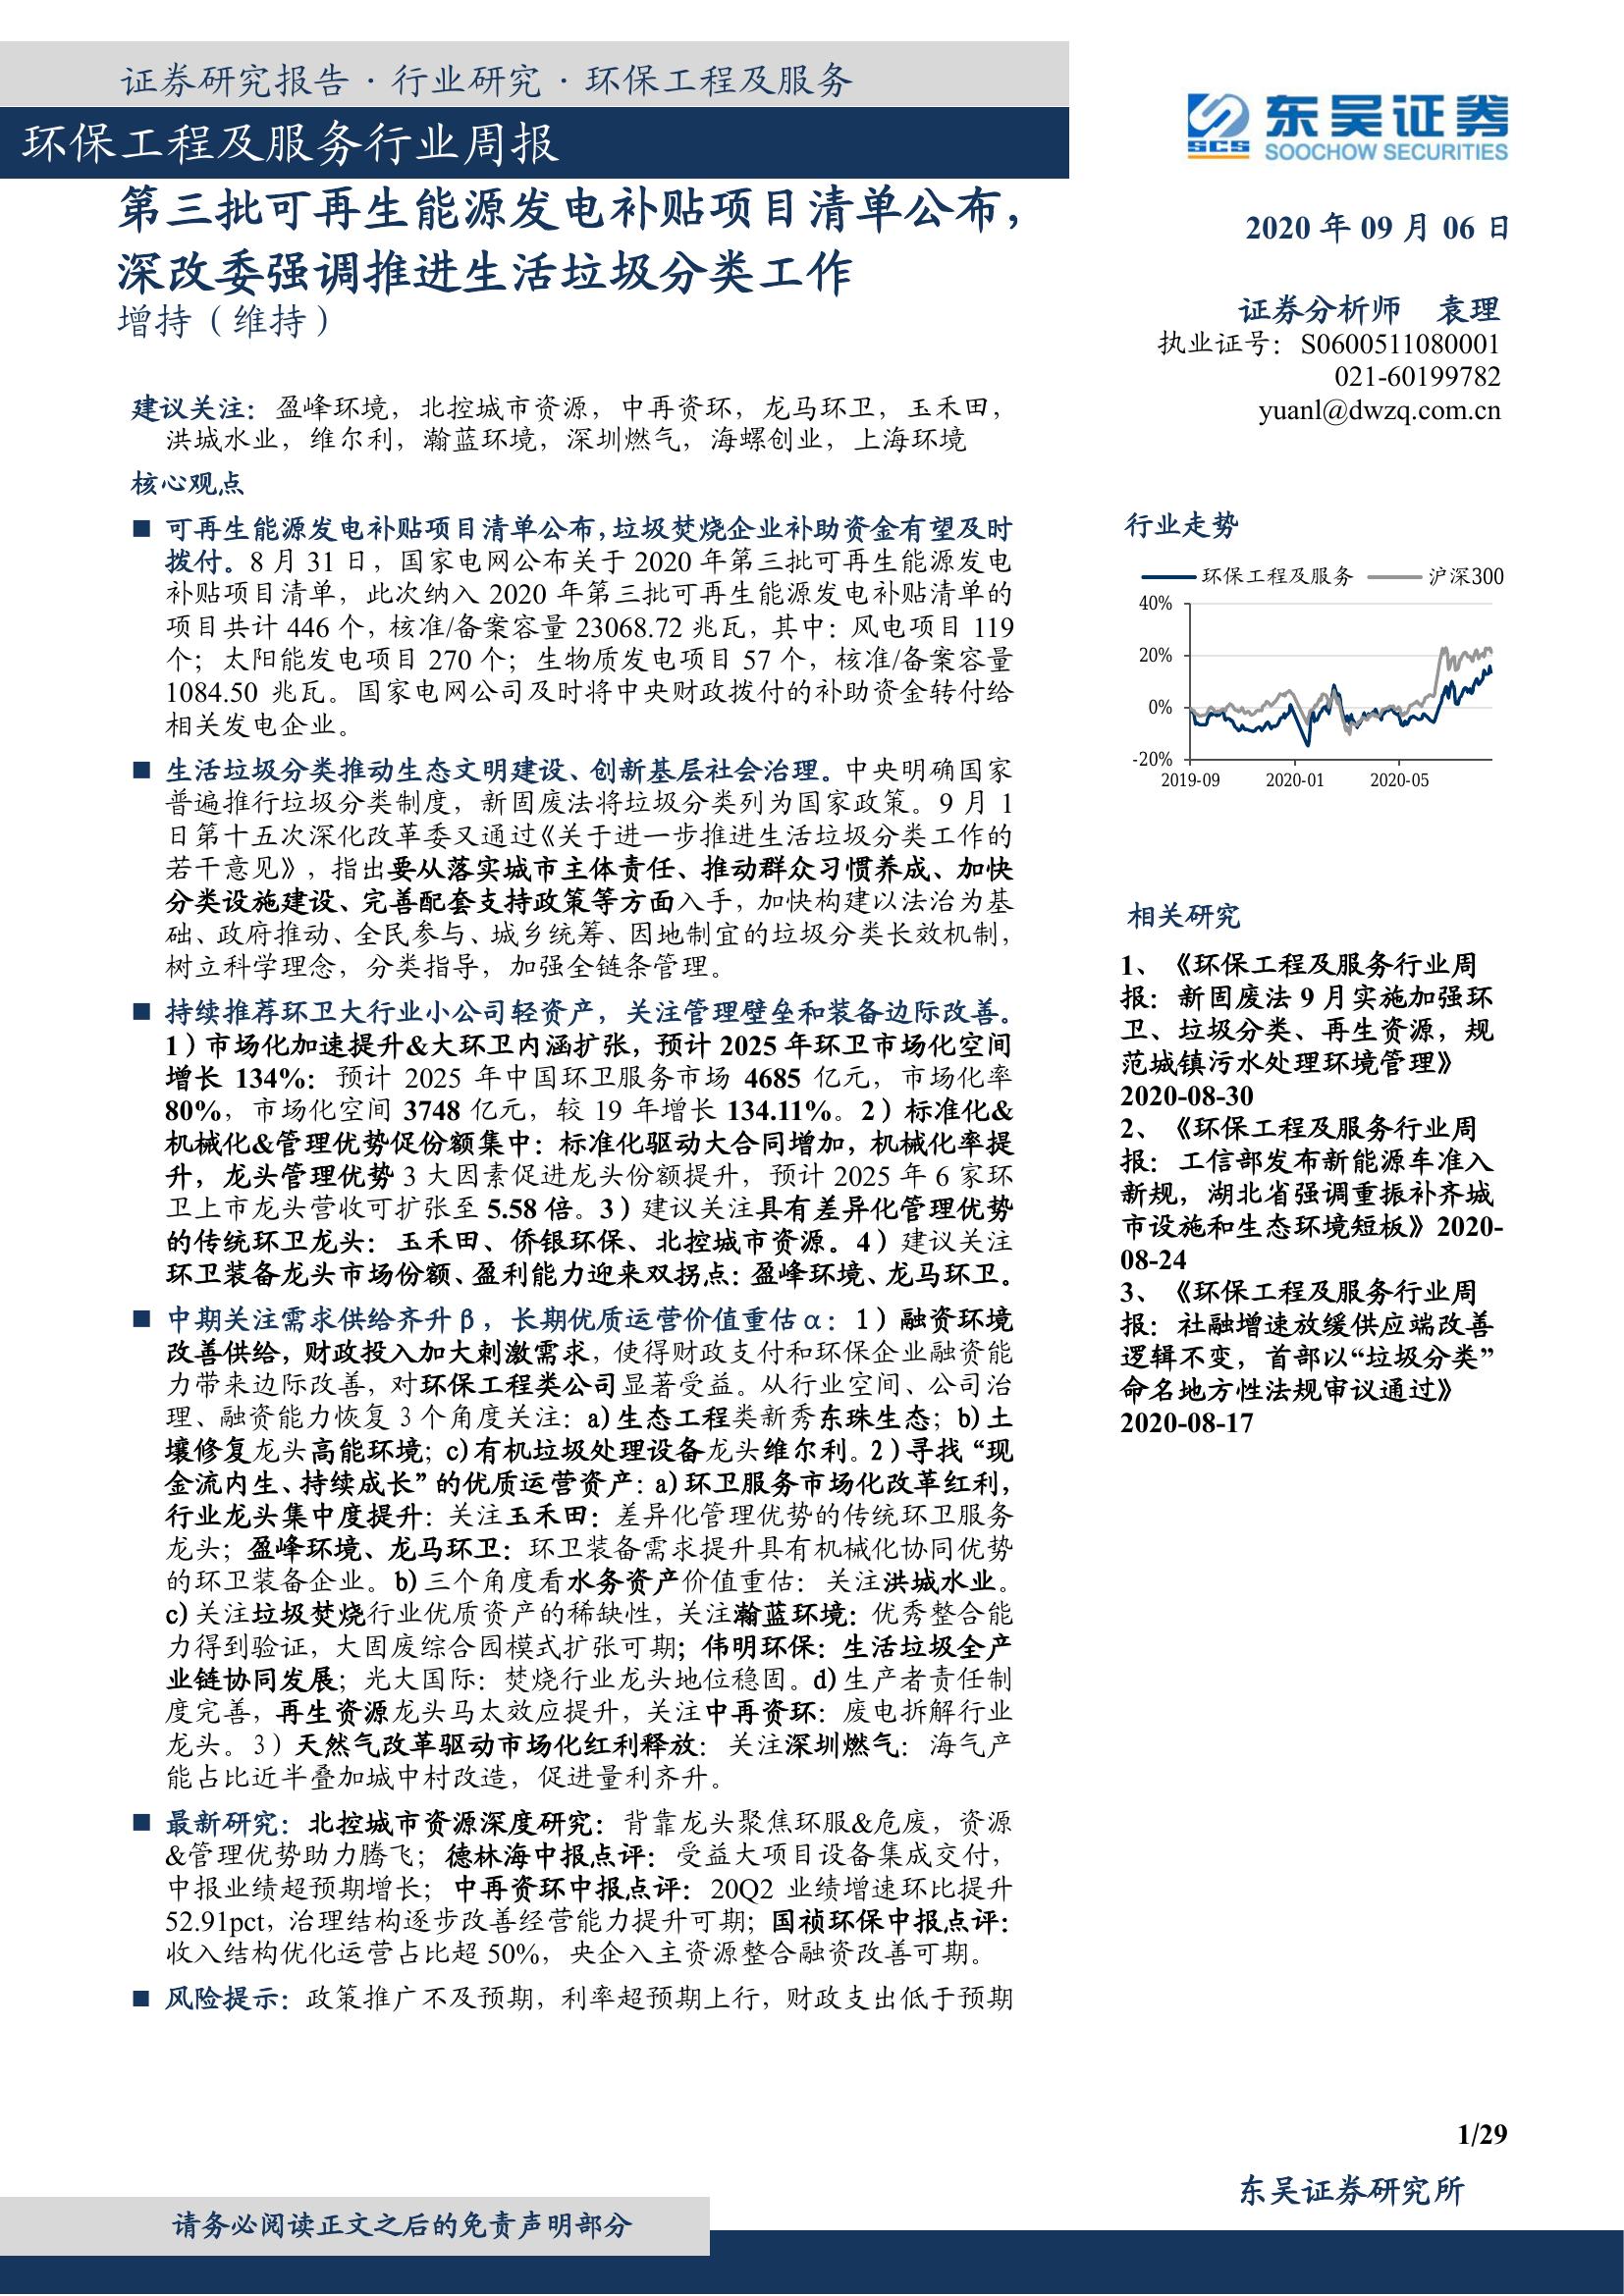 证券研究报告 · 行业研究 · 环保工程及服务
环保工程及服务行业周报
东吴证券
SCS
SOOCHOW SECURITIES
第三批可再生能源发电补贴项目清单公布，
深改委强调推进生活垃圾分类工作
增持（维持）
2020 年 09 月 06 日
证券分析师 袁理
执业证号：S0600511080001
021-60199782
yuanl@dwzq.com.cn
建议关注：盈峰环境，北控城市资源，中再资环，龙马环卫，玉禾田，
洪城水业，维尔利，瀚蓝环境，深圳燃气，海螺创业，上海环境
核心观点
■ 可再生能源发电补贴项目清单公布，垃圾焚烧企业补助资金有望及时
拨付。8 月 31 日，国家电网公布关于 2020 年第三批可再生能源发电
补贴项目清单，此次纳入 2020 年第三批可再生能源发电补贴清单的
项目共计 446 个，核准/备案容量 23068.72 兆瓦，其中：风电项目 119
个；太阳能发电项目 270 个；生物质发电项目 57 个，核准/备案容量
1084.50 兆瓦。国家电网公司及时将中央财政拨付的补助资金转付给
相关发电企业。
■ 生活垃圾分类推动生态文明建设、创新基层社会治理。中央明确国家
普遍推行垃圾分类制度，新固废法将垃圾分类列为国家政策。9 月 1
日第十五次深化改革委又通过《关于进一步推进生活垃圾分类工作的
若干意见》，指出要从落实城市主体责任、推动群众习惯养成、加快
分类设施建设、完善配套支持政策等方面入手，加快构建以法治为基
础、政府推动、全民参与、城乡统筹、因地制宜的垃圾分类长效机制，
树立科学理念，分类指导，加强全链条管理。
■ 持续推荐环卫大行业小公司轻资产，关注管理壁垒和装备边际改善。
1）市场化加速提升&大环卫内涵扩张，预计 2025 年环卫市场化空间
增长 134%：预计 2025 年中国环卫服务市场 4685 亿元，市场化率
80%，市场化空间 3748 亿元，较 19 年增长 134.11%。2）标准化&
机械化&管理优势促份额集中：标准化驱动大合同增加，机械化率提
升，龙头管理优势 3 大因素促进龙头份额提升，预计 2025 年 6 家环
卫上市龙头营收可扩张至 5.58 倍。3）建议关注具有差异化管理优势
的传统环卫龙头：玉禾田、侨银环保、北控城市资源。4）建议关注
环卫装备龙头市场份额、盈利能力迎来双拐点：盈峰环境、龙马环卫。
■ 中期关注需求供给齐升 β，长期优质运营价值重估 α：1）融资环境
改善供给，财政投入加大刺激需求，使得财政支付和环保企业融资能
力带来边际改善，对环保工程类公司显著受益。从行业空间、公司治
理、融资能力恢复 3 个角度关注：a)生态工程类新秀东珠生态；b)土
壤修复龙头高能环境；c)有机垃圾处理设备龙头维尔利。2）寻找“现
金流内生、持续成长”的优质运营资产：a)环卫服务市场化改革红利，
行业龙头集中度提升：关注玉禾田：差异化管理优势的传统环卫服务
龙头；盈峰环境、龙马环卫：环卫装备需求提升具有机械化协同优势
的环卫装备企业。b)三个角度看水务资产价值重估：关注洪城水业。
c)关注垃圾焚烧行业优质资产的稀缺性，关注瀚蓝环境：优秀整合能
力得到验证，大固废综合园模式扩张可期；伟明环保：生活垃圾全产
业链协同发展；光大国际：焚烧行业龙头地位稳固。d)生产者责任制
度完善，再生资源龙头马太效应提升，关注中再资环：废电拆解行业
龙头。3）天然气改革驱动市场化红利释放：关注深圳燃气：海气产
能占比近半叠加城中村改造，促进量利齐升。
■ 最新研究：北控城市资源深度研究：背靠龙头聚焦环服&危废，资源
&管理优势助力腾飞；德林海中报点评：受益大项目设备集成交付，
中报业绩超预期增长；中再资环中报点评：20Q2 业绩增速环比提升
52.91pct，治理结构逐步改善经营能力提升可期；国祯环保中报点评：
收入结构优化运营占比超 50%，央企入主资源整合融资改善可期。
■ 风险提示：政策推广不及预期，利率超预期上行，财政支出低于预期
行业走势
环保工程及服务 沪深300
40%
20%
0%
-20%
2019-09 2020-01 2020-05
相关研究
1、《环保工程及服务行业周
报：新固废法 9 月实施加强环
卫、垃圾分类、再生资源，规
范城镇污水处理环境管理》
2020-08-30
2、《环保工程及服务行业周
报：工信部发布新能源车准入
新规，湖北省强调重振补齐城
市设施和生态环境短板》2020-
08-24
3、《环保工程及服务行业周
报：社融增速放缓供应端改善
逻辑不变，首部以“垃圾分类”
命名地方性法规审议通过》
2020-08-17
1/29
东吴证券研究所
请务必阅读正文之后的免责声明部分